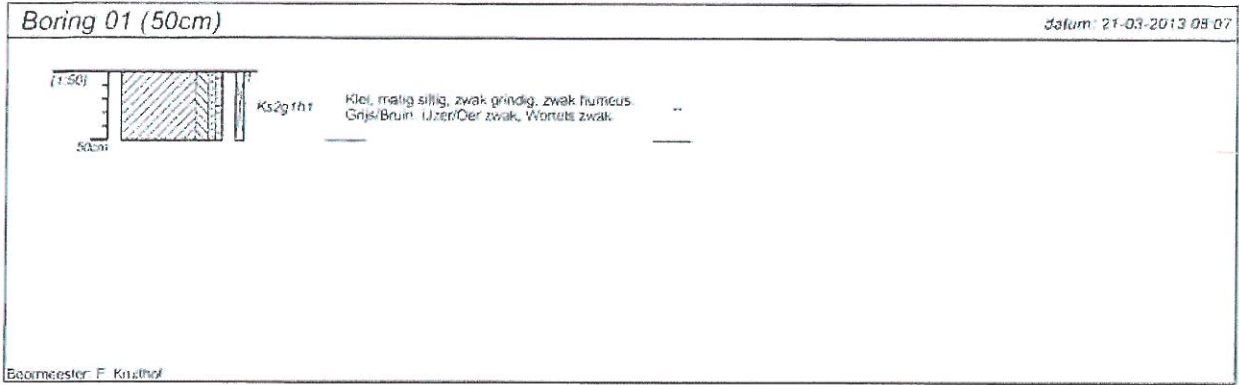 Boring 01 (50cm)
datum: 21-03-2013 08:07
[1:50]
Ks2g1h1
Klei, matig siltig, zwak grindig, zwak humeus.
Grijs/Bruin. IJzer/Oer zwak, Wortels zwak
--
50cm
Boormeester: F.